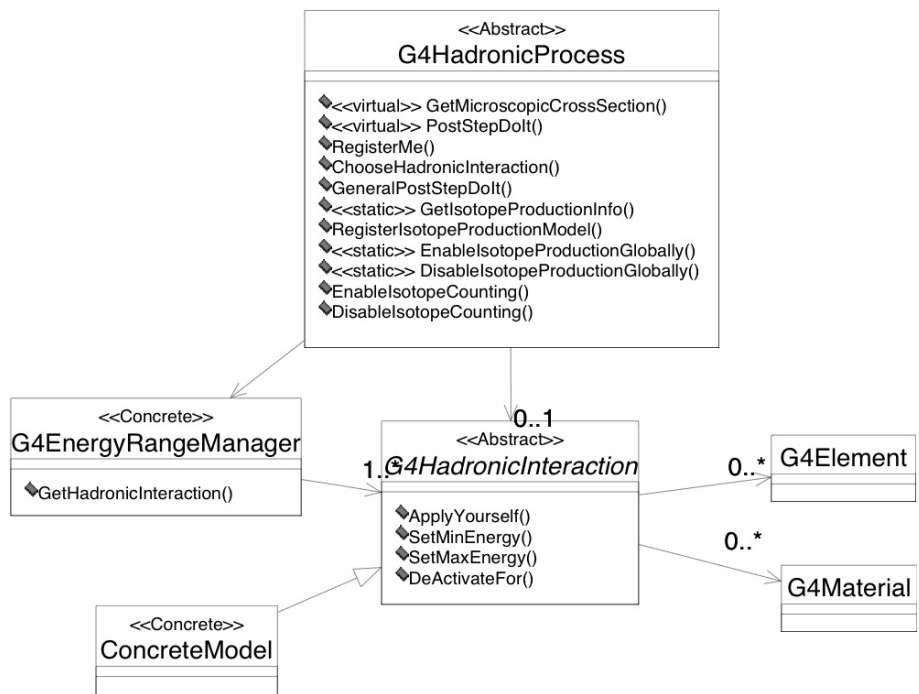 <<Abstract>>
G4HadronicProcess
<<virtual>> GetMicroscopicCrossSection()
<<virtual>> PostStepDoIt()
RegisterMe()
ChooseHadronicInteraction()
GeneralPostStepDoIt()
<<static>> GetIsotopeProductionInfo()
RegisterIsotopeProductionModel()
<<static>> EnableIsotopeProductionGlobally()
<<static>> DisableIsotopeProductionGlobally()
EnableIsotopeCounting()
DisableIsotopeCounting()
<<Concrete>>
G4EnergyRangeManager
GetHadronicInteraction()
0..1
<<Abstract>>
1..*
G4HadronicInteraction
ApplyYourself()
SetMinEnergy()
SetMaxEnergy()
DeActivateFor()
0..*
G4Element
0..*
G4Material
<<Concrete>>
ConcreteModel